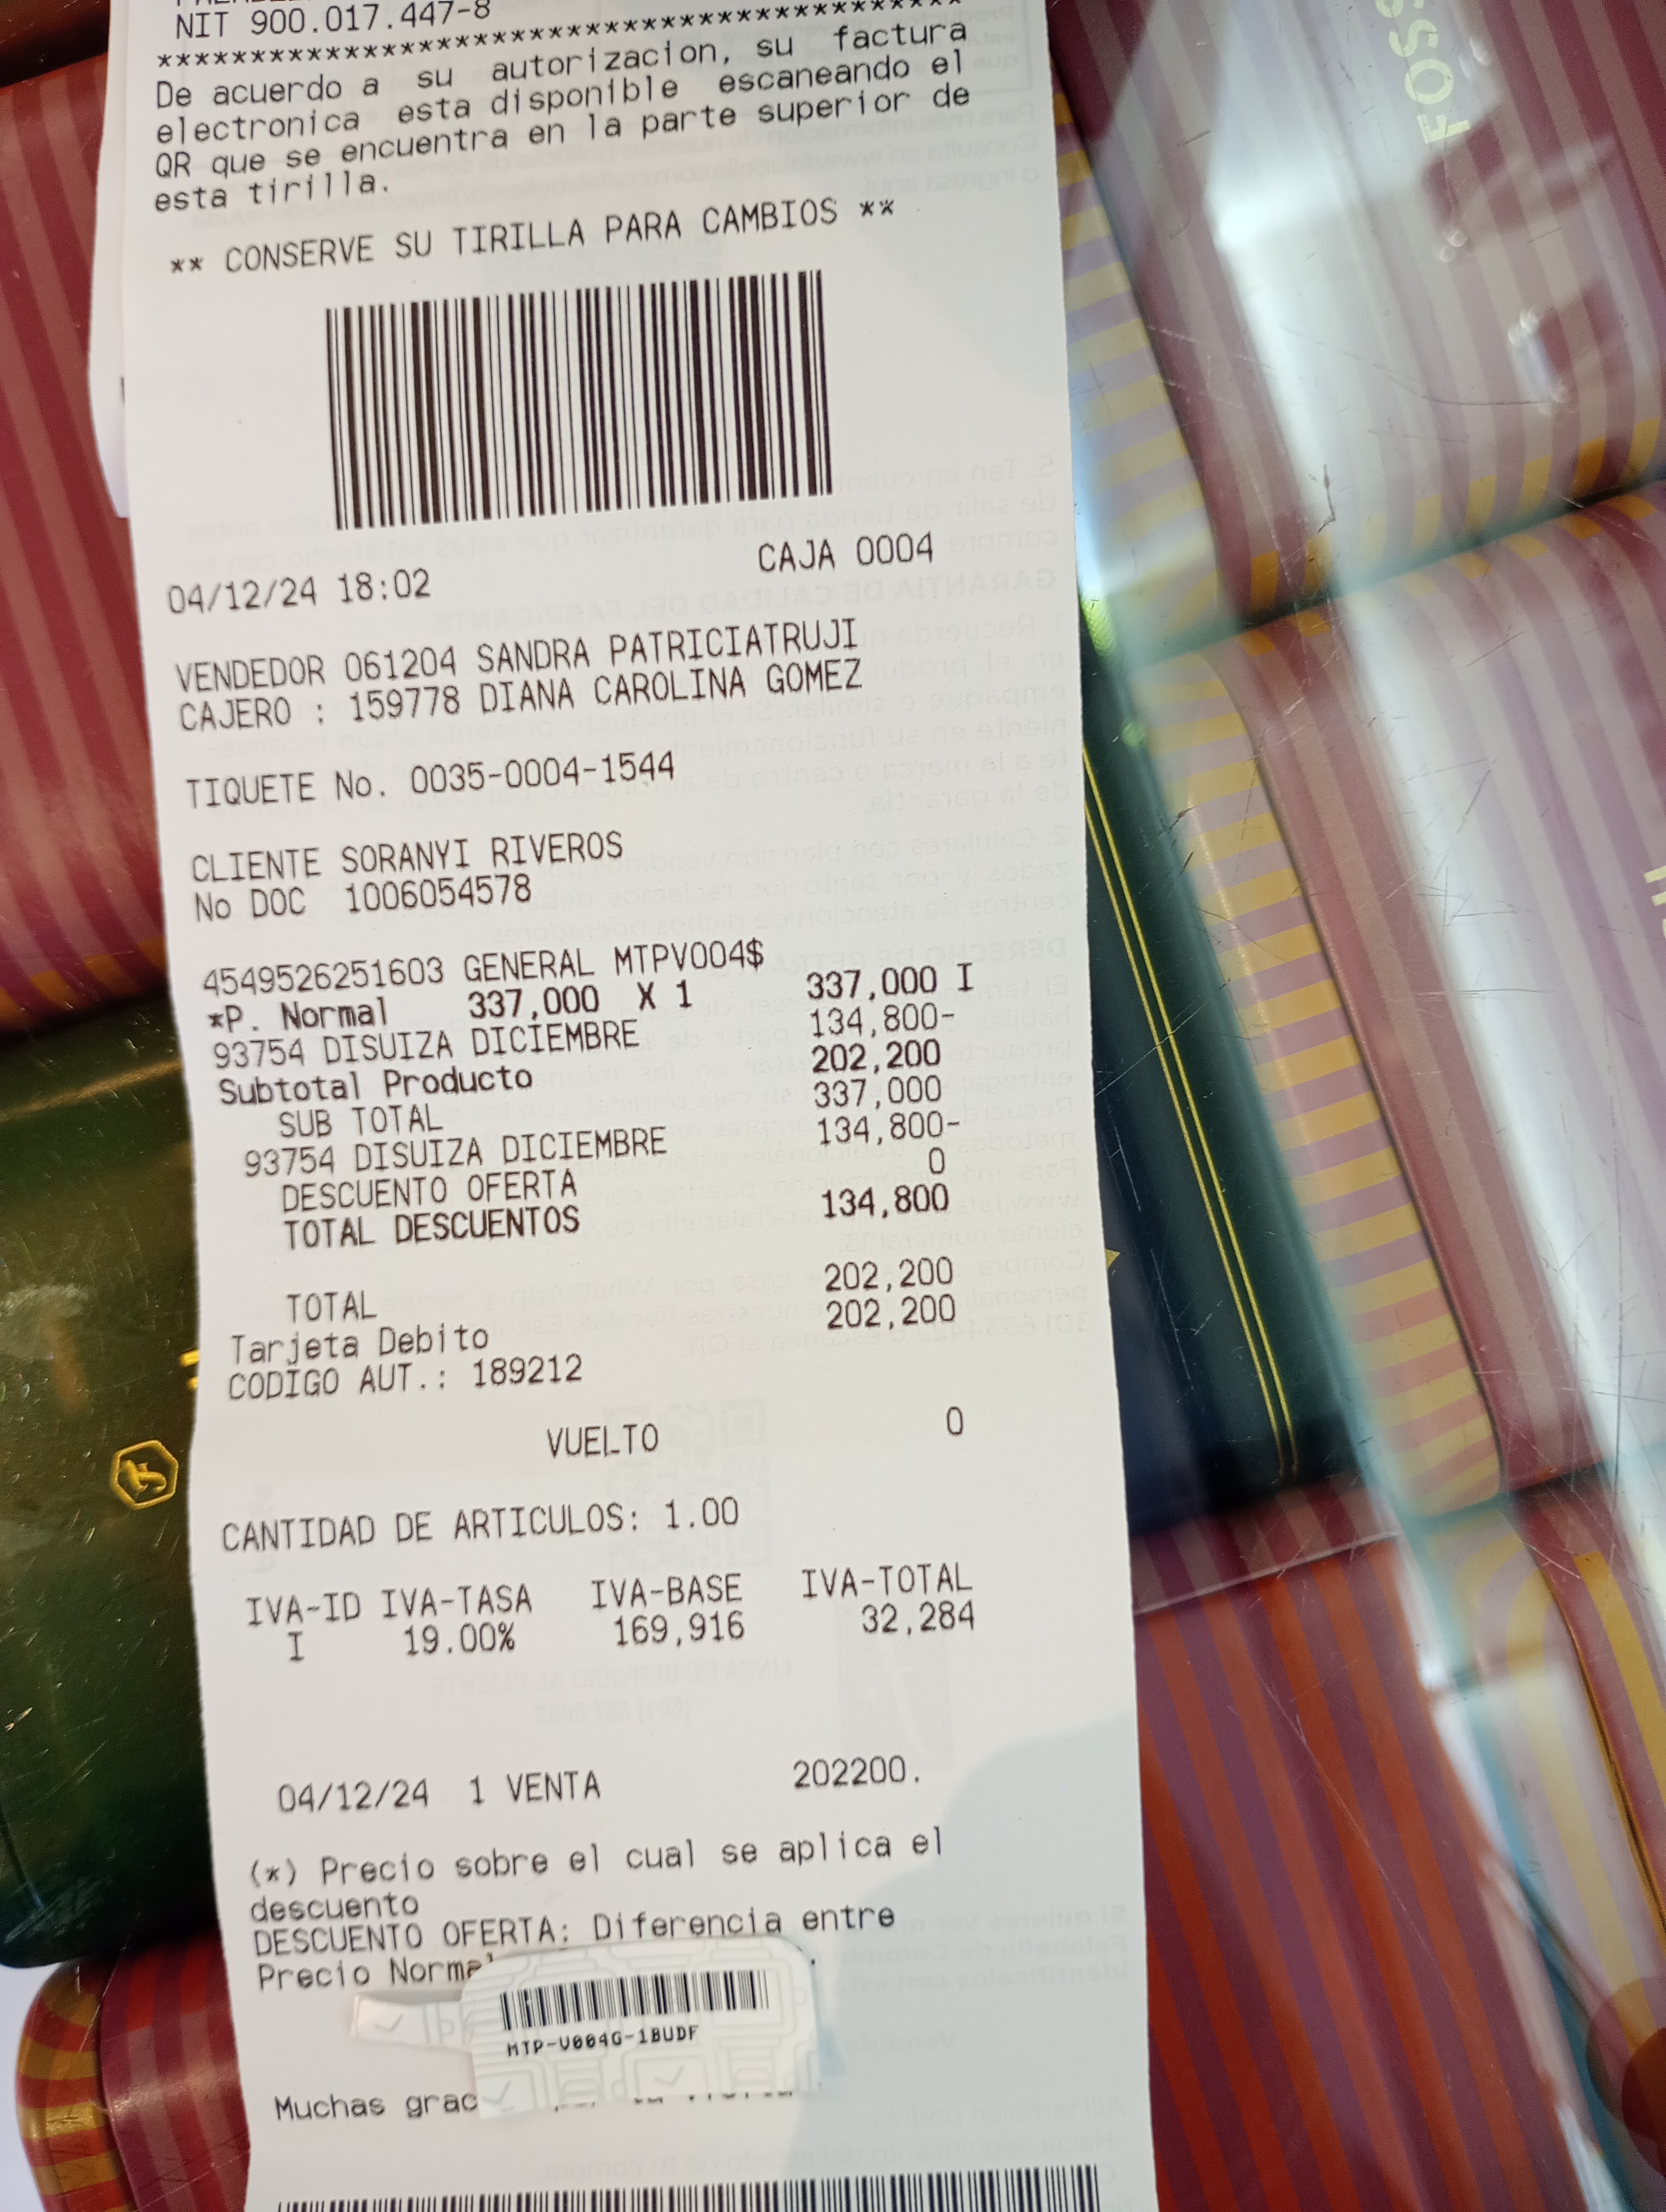 NIT 900.017.447-8
*******************************************
De acuerdo a su autorizacion, su factura
electronica esta disponible escaneando el
QR que se encuentra en la parte superior de
esta tirilla.
** CONSERVE SU TIRILLA PARA CAMBIOS **
CAJA 0004
04/12/24 18:02
VENDEDOR 061204 SANDRA PATRICIATRUJI
CAJERO : 159778 DIANA CAROLINA GOMEZ
TIQUETE No. 0035-0004-1544
CLIENTE SORANYI RIVEROS
No DOC 1006054578
4549526251603 GENERAL MTPV004$
*P. Normal 337,000 X 1 337,000 I
93754 DISUIZA DICIEMBRE 134,800-
Subtotal Producto 202,200
SUB TOTAL 337,000
93754 DISUIZA DICIEMBRE 134,800-
DESCUENTO OFERTA 0
TOTAL DESCUENTOS 134,800
TOTAL 202,200
Tarjeta Debito 202,200
CODIGO AUT.: 189212
VUELTO 0
CANTIDAD DE ARTICULOS: 1.00
IVA-ID IVA-TASA IVA-BASE IVA-TOTAL
I 19.00% 169,916 32,284
04/12/24 1 VENTA 202200.
(*) Precio sobre el cual se aplica el
descuento
DESCUENTO OFERTA: Diferencia entre
Precio
MTP-V004G-1BUDF
Muchas
FOSS